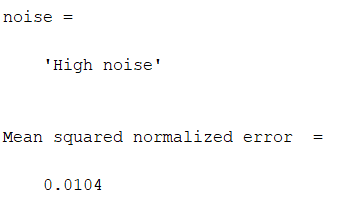 noise =
'High noise'
Mean squared normalized error  =
0.0104